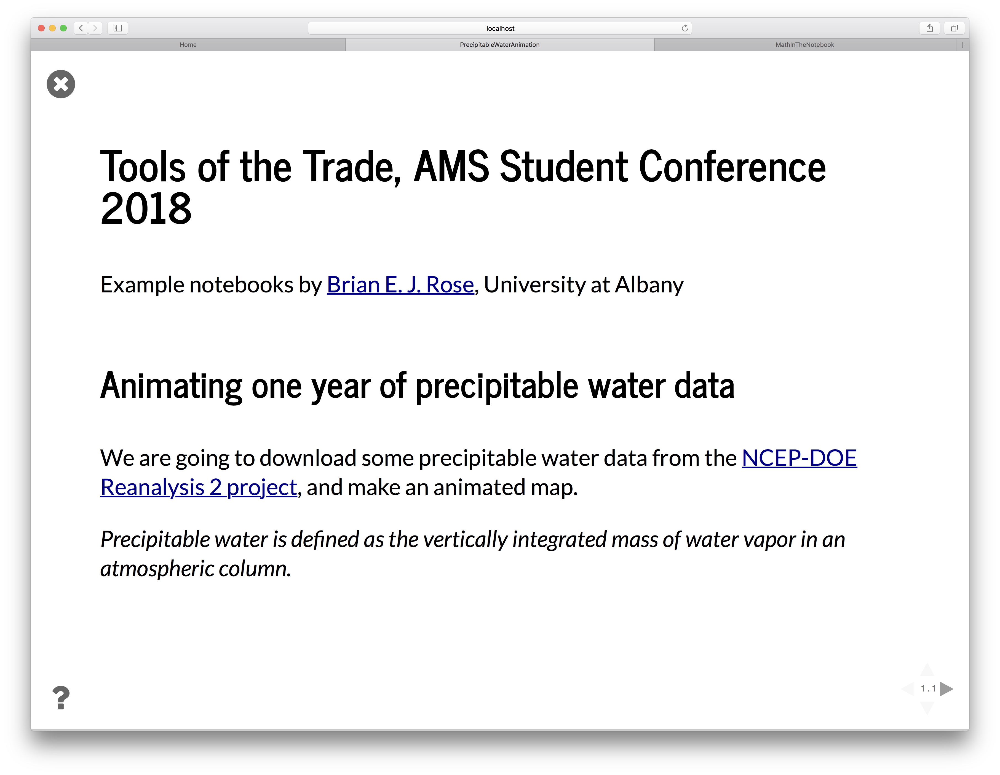 localhost
Home
PrecipitableWaterAnimation
MathInTheNotebook
Tools of the Trade, AMS Student Conference
2018
Example notebooks by Brian E. J. Rose, University at Albany
Animating one year of precipitable water data
We are going to download some precipitable water data from the NCEP-DOE
Reanalysis 2 project, and make an animated map.
Precipitable water is defined as the vertically integrated mass of water vapor in an
atmospheric column.
?
1.1